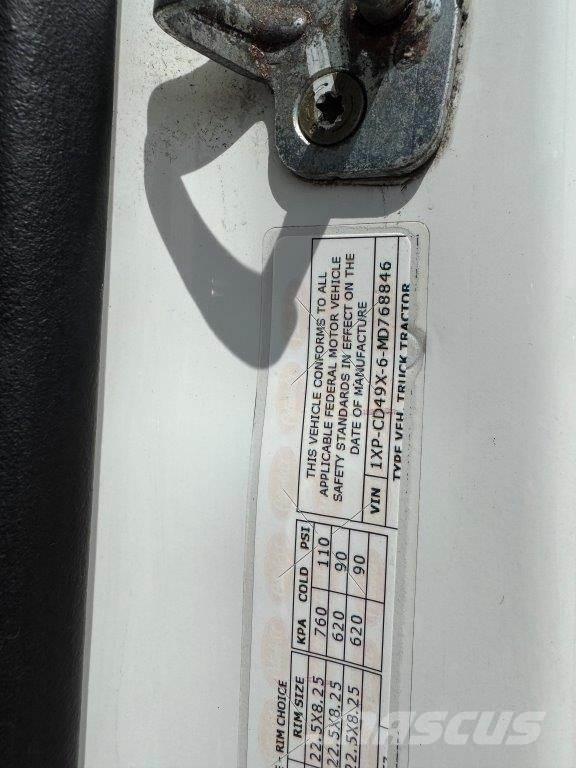 THIS VEHICLE CONFORMS TO ALL
APPLICABLE FEDERAL MOTOR VEHICLE
SAFETY STANDARDS IN EFFECT ON THE
DATE OF MANUFACTURE
VIN 1XP-CD49X-6-MD768846
TYPE VEH. TRUCK TRACTOR
RIM CHOICE
RIM SIZE KPA COLD PSI
22.5X8.25 760 110
22.5X8.25 620 90
22.5X8.25 620 90
MASCUS